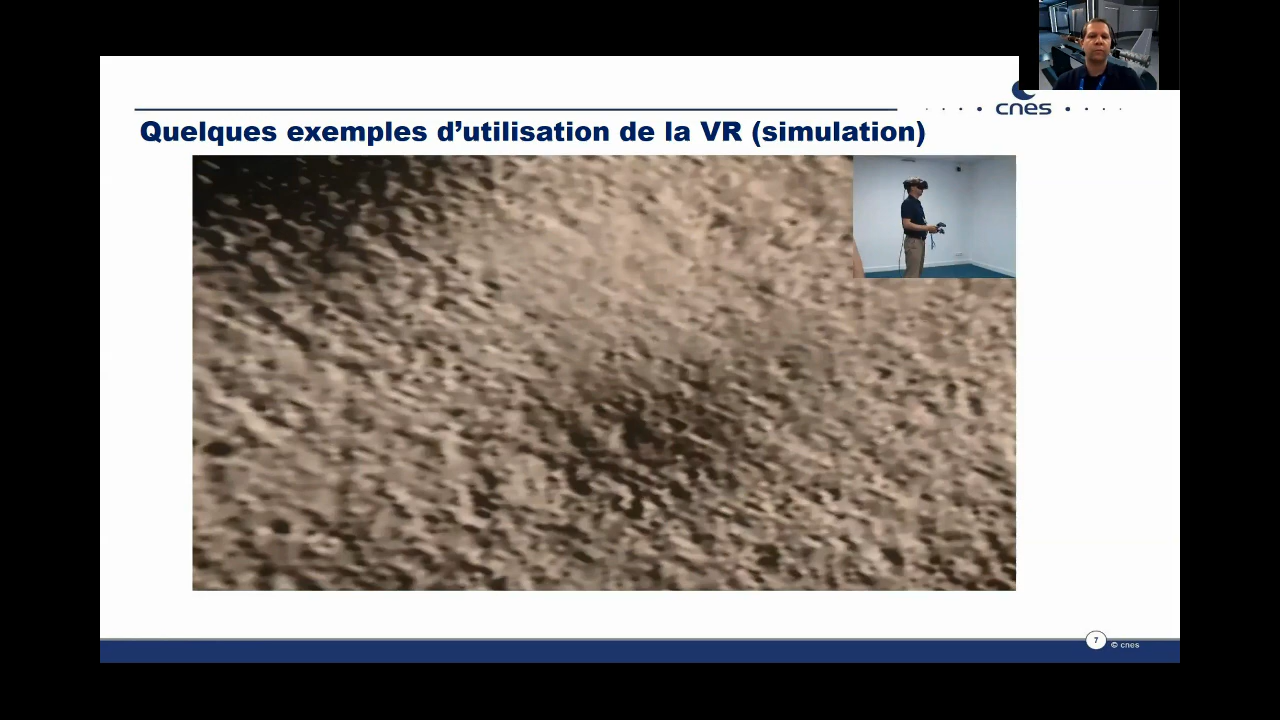 cnes
Quelques exemples d’utilisation de la VR (simulation)
7
© cnes